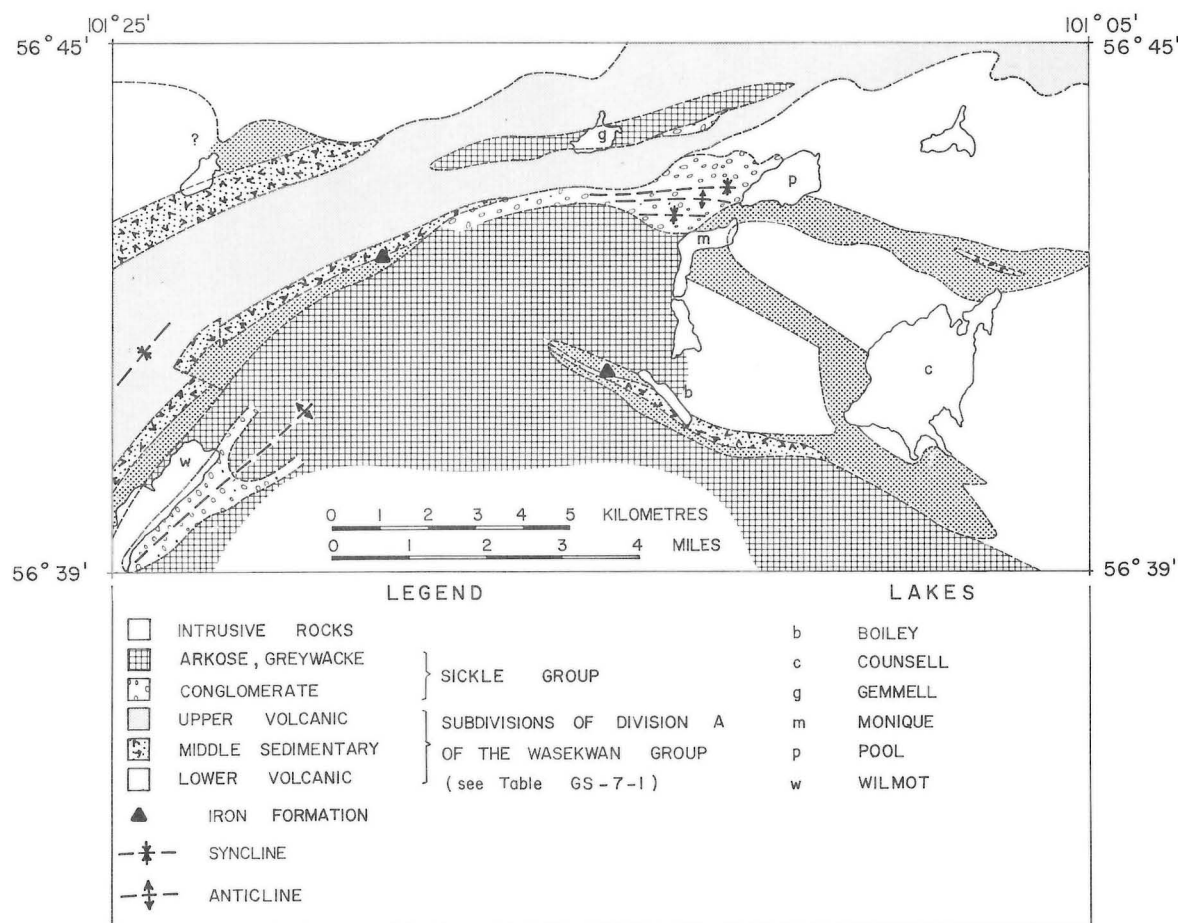 101°25'
101°05'
56°45'
56°45'
?
g
p
m
c
b
w
0 1 2 3 4 5 KILOMETRES
0 1 2 3 4 MILES
56°39'
56°39'
LEGEND
INTRUSIVE ROCKS
ARKOSE, GREYWACKE
CONGLOMERATE
SICKLE GROUP
UPPER VOLCANIC
MIDDLE SEDIMENTARY
LOWER VOLCANIC
SUBDIVISIONS OF DIVISION A
OF THE WASEKWAN GROUP
(see Table GS-7-1)
IRON FORMATION
SYNCLINE
ANTICLINE
LAKES
b BOILEY
c COUNSELL
g GEMMELL
m MONIQUE
p POOL
w WILMOT